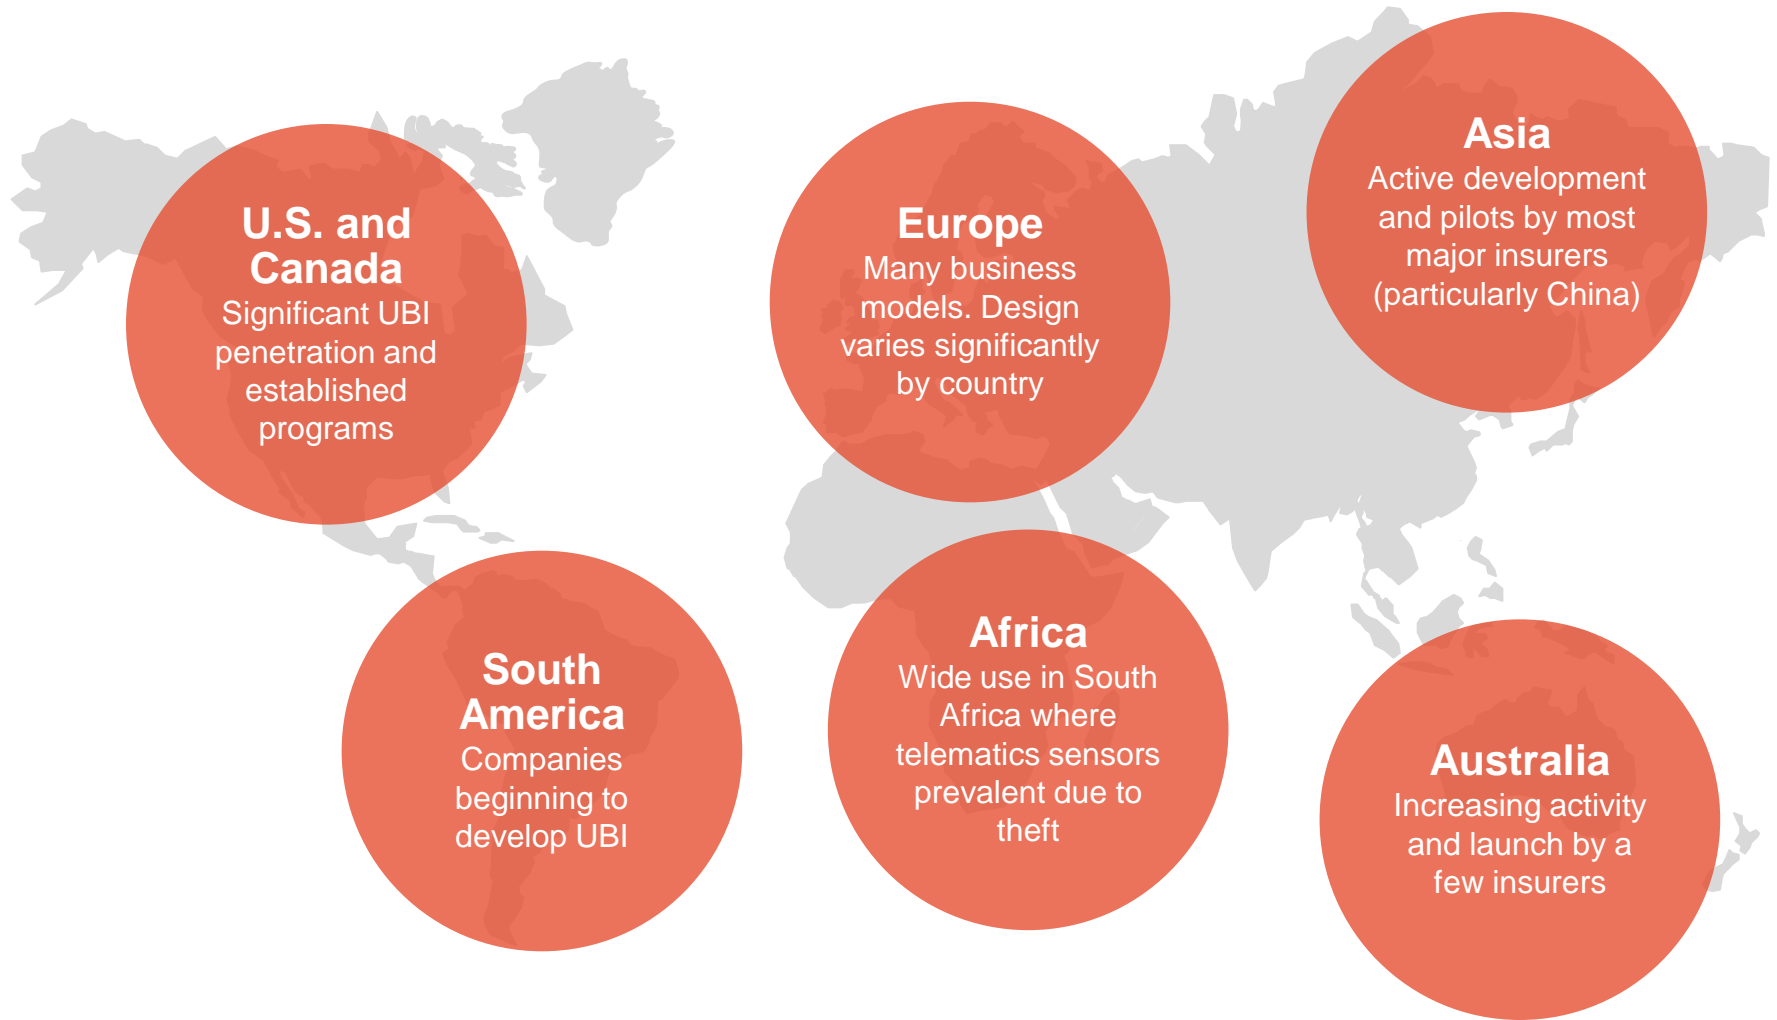 U.S. and
Canada
Significant UBI
penetration and
established
programs
Europe
Many business
models. Design
varies significantly
by country
Asia
Active development
and pilots by most
major insurers
(particularly China)
South
America
Companies
beginning to
develop UBI
Africa
Wide use in South
Africa where
telematics sensors
prevalent due to
theft
Australia
Increasing activity
and launch by a
few insurers